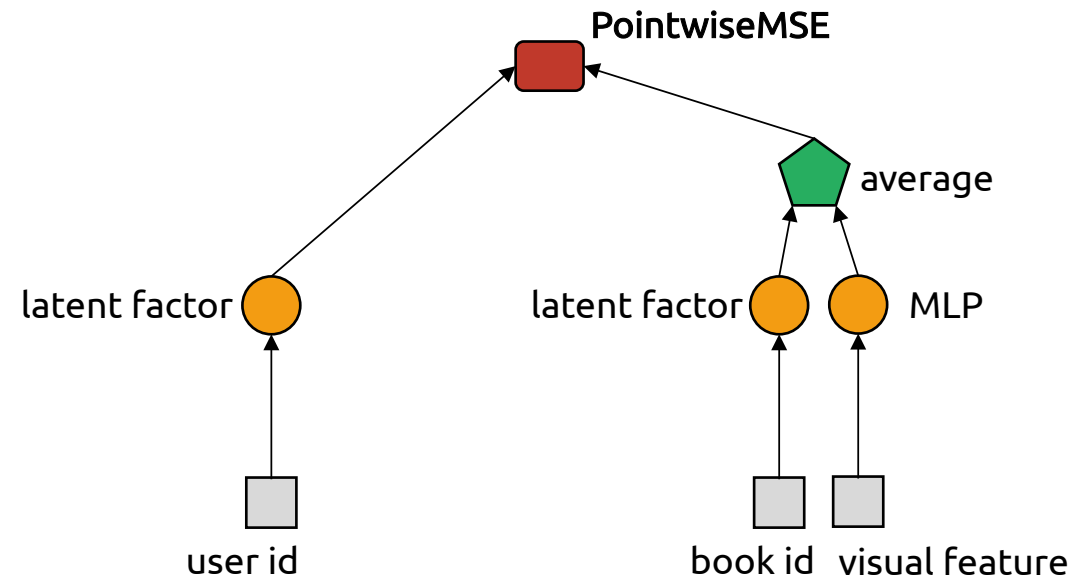 PointwiseMSE
average
latent factor
latent factor
MLP
user id
book id
visual feature